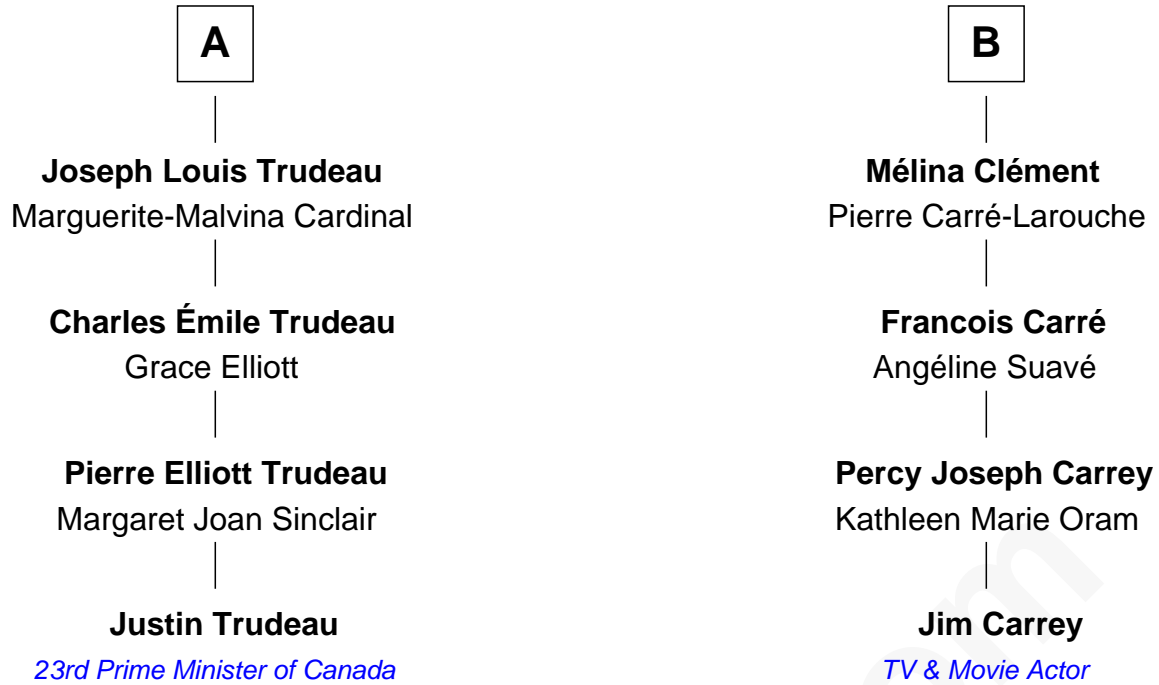 A
B
Joseph Louis Trudeau
Mélina Clément
Marguerite-Malvina Cardinal
Pierre Carré-Larouche
Charles Émile Trudeau
Francois Carré
Grace Elliott
Angéline Suavé
Pierre Elliott Trudeau
Percy Joseph Carrey
Margaret Joan Sinclair
Kathleen Marie Oram
Justin Trudeau
Jim Carrey
23rd Prime Minister of Canada
TV & Movie Actor
om